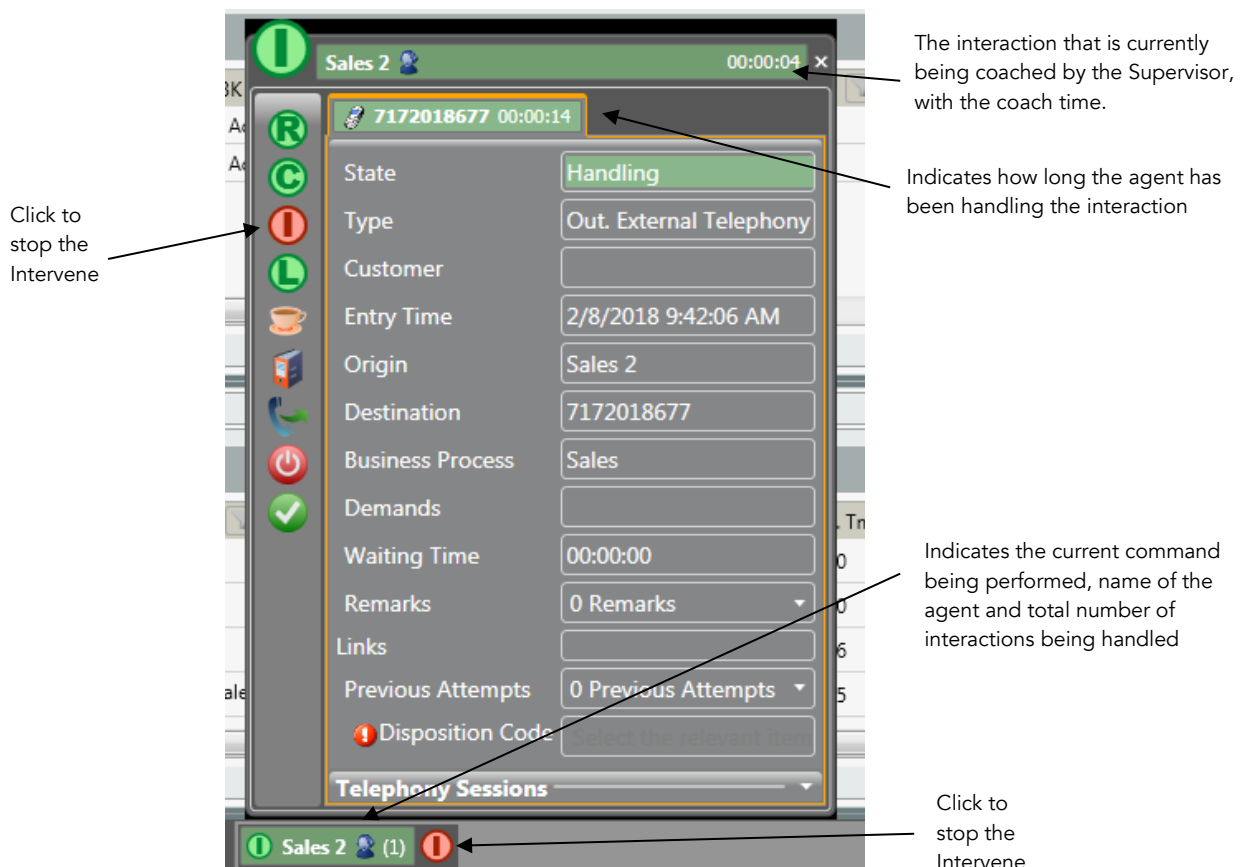 The interaction that is currently
being coached by the Supervisor,
with the coach time.
Sales 2 00:00:04 ×
R
7172018677 00:00:14
C
State Handling
Indicates how long the agent has
been handling the interaction
Click to
stop the
Intervene
Type Out. External Telephony
L
Customer
Entry Time 2/8/2018 9:42:06 AM
Origin Sales 2
Destination 7172018677
Business Process Sales
Demands
Waiting Time 00:00:00
Indicates the current command
being performed, name of the
agent and total number of
interactions being handled
Remarks 0 Remarks
Links
Previous Attempts 0 Previous Attempts
Disposition Code Select the relevant item
Telephony Sessions
Click to
stop the
Intervene
Sales 2 (1)